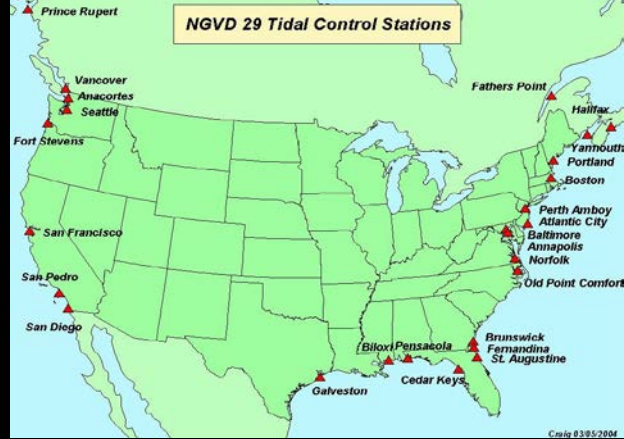 NGVD 29 Tidal Control Stations
Prince Rupert
Vancover
Anacortes
Seattle
Fort Stevens
San Francisco
San Pedro
San Diego
Fathers Point
Halifax
Yarmouth
Portland
Boston
Perth Amboy
Atlantic City
Baltimore
Annapolis
Norfolk
Old Point Comfort
Brunswick
Fernandina
St. Augustine
Biloxi
Pensacola
Cedar Keys
Galveston
Craig 03/05/2004